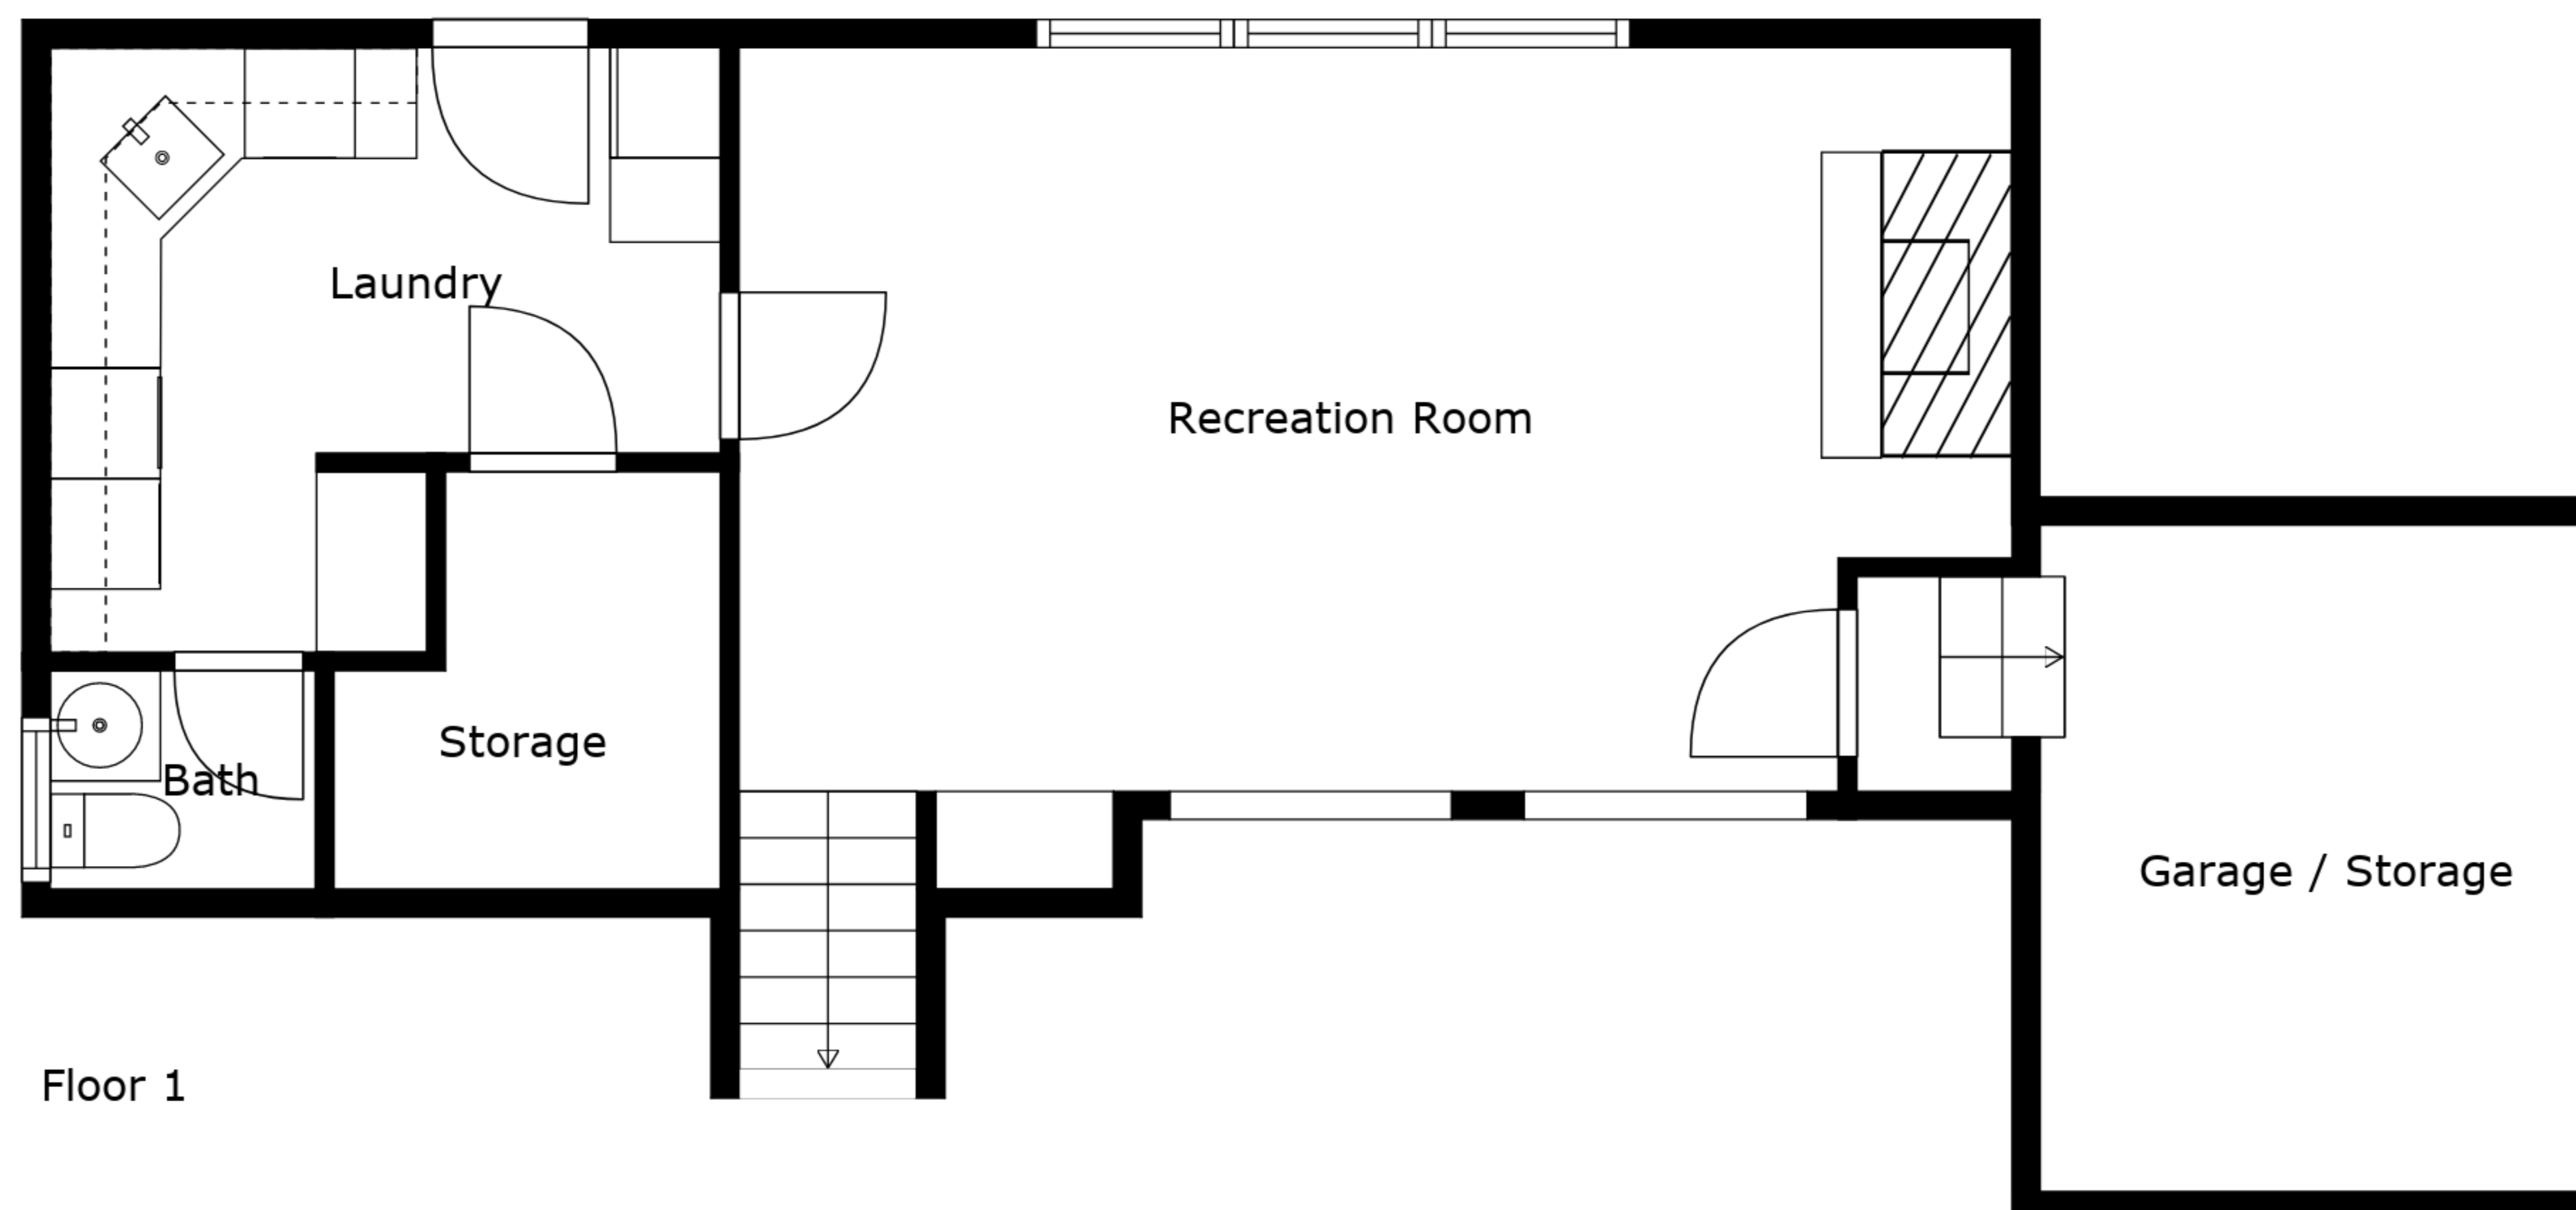 Laundry
Recreation Room
Storage
Bath
Garage / Storage
Floor 1